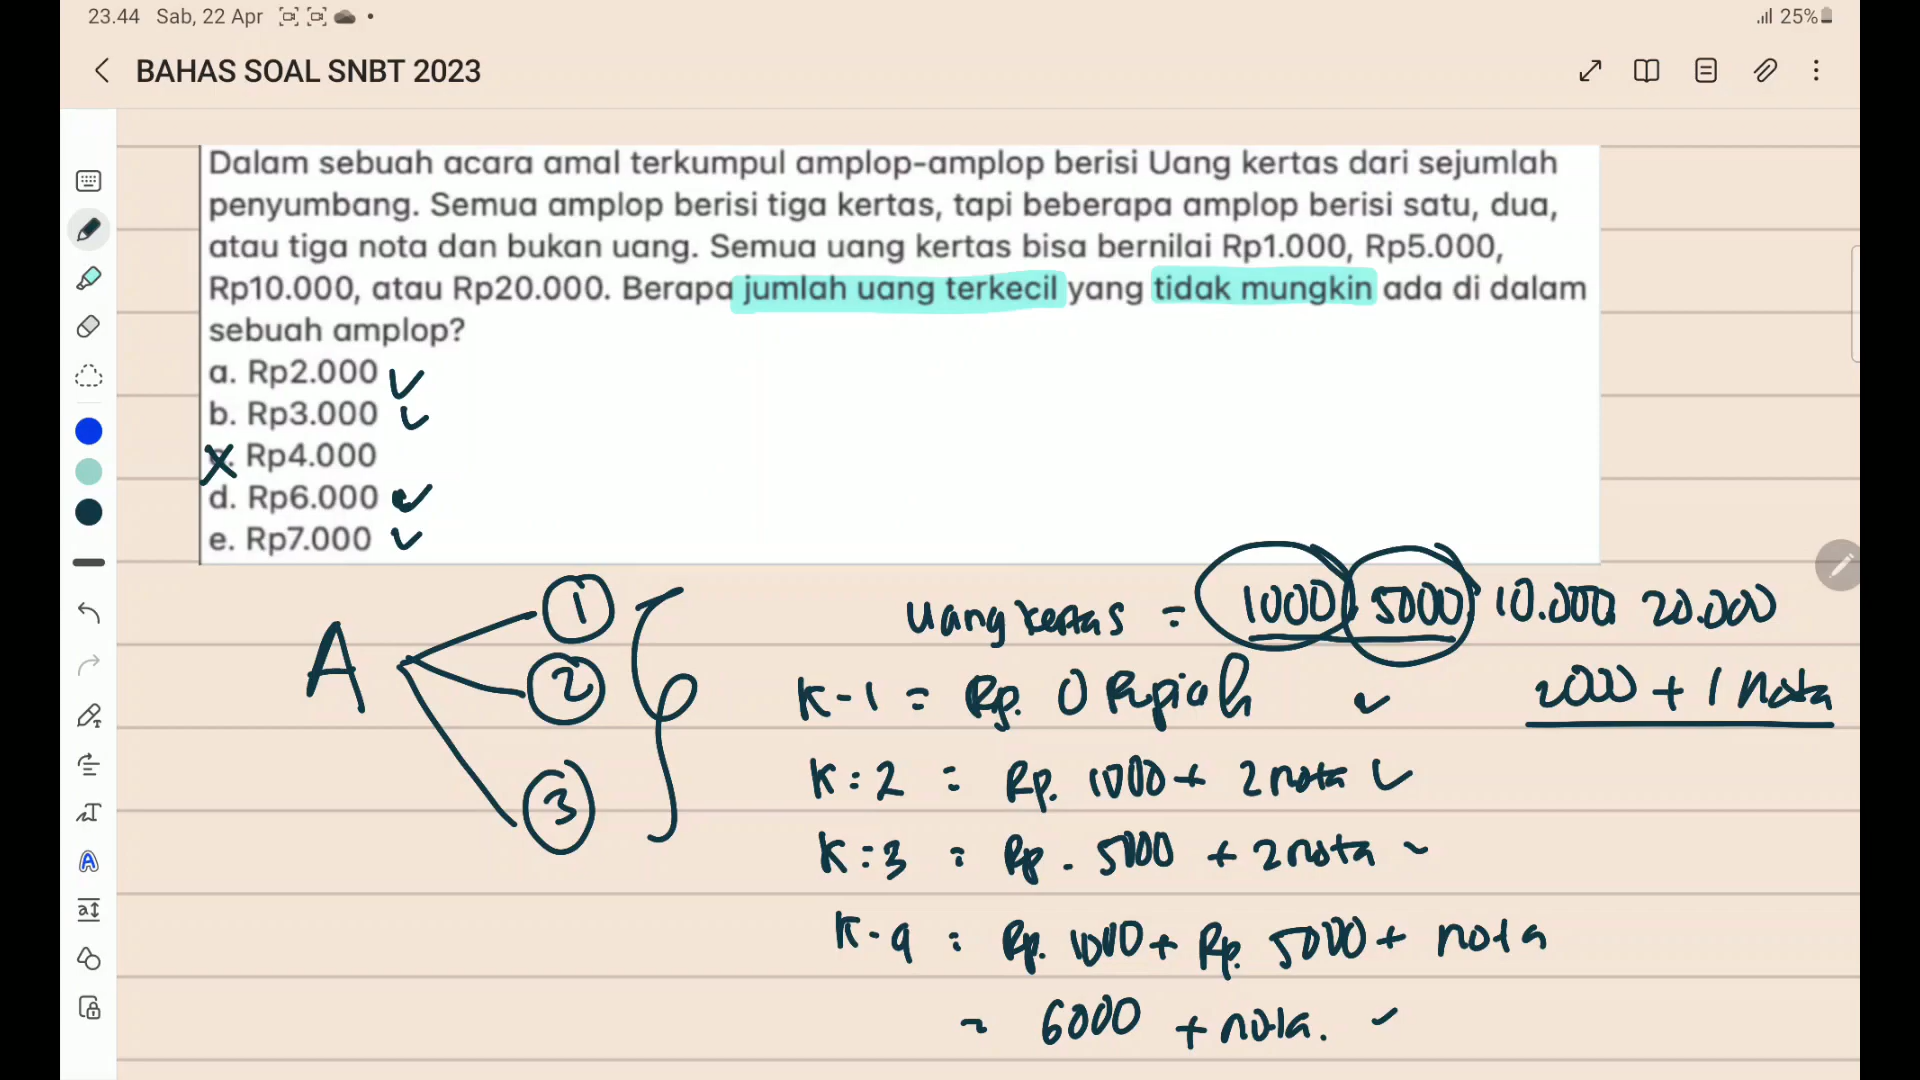 23.44 Sab, 22 Apr
25%
BAHAS SOAL SNBT 2023
Dalam sebuah acara amal terkumpul amplop-amplop berisi Uang kertas dari sejumlah
penyumbang. Semua amplop berisi tiga kertas, tapi beberapa amplop berisi satu, dua,
atau tiga nota dan bukan uang. Semua uang kertas bisa bernilai Rp1.000, Rp5.000,
Rp10.000, atau Rp20.000. Berapa jumlah uang terkecil yang tidak mungkin ada di dalam
sebuah amplop?
a. Rp2.000
b. Rp3.000
Rp4.000
d. Rp6.000
e. Rp7.000
A
1
2
3
Uang kertas = 1000 5000 10.000 20.000
K-1 = Rp. 0 Rupiah
2000 + 1 nota
K:2 = Rp. 1000 + 2 nota
K:3 = Rp. 5000 + 2 nota
K-4 = Rp. 1000 + Rp. 5000 + nota
= 6000 + nota.